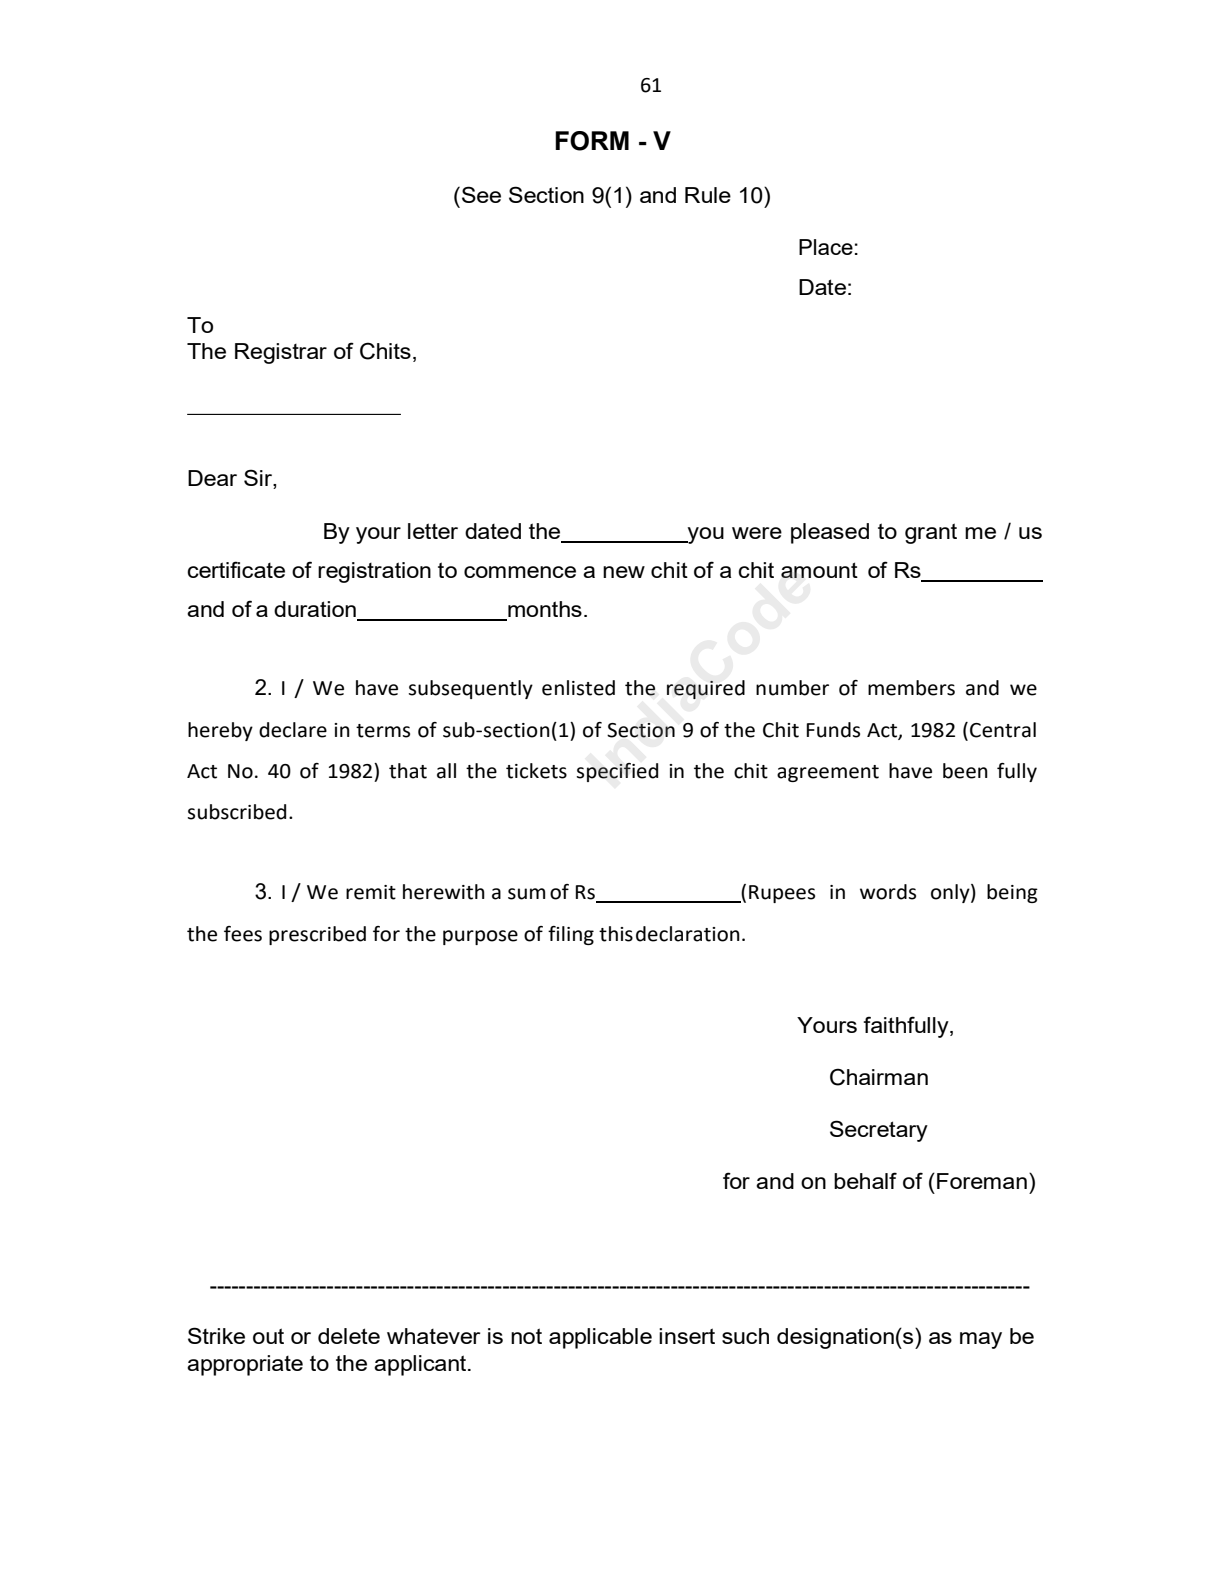 61
FORM - V
(See Section 9(1) and Rule 10)
Place:
Date:
To
The Registrar of Chits,
___________________
Dear Sir,
By your letter dated the___________you were pleased to grant me / us
certificate of registration to commence a new chit of a chit amount of Rs___________
and of a duration_____________months.
2. I / We have subsequently enlisted the required number of members and we
hereby declare in terms of sub-section(1) of Section 9 of the Chit Funds Act, 1982 (Central
Act No. 40 of 1982) that all the tickets specified in the chit agreement have been fully
subscribed.
3. I / We remit herewith a sum of Rs_____________(Rupees in words only) being
the fees prescribed for the purpose of filing this declaration.
Yours faithfully,
Chairman
Secretary
for and on behalf of (Foreman)
-----------------------------------------------------------------------------------------------------------------
Strike out or delete whatever is not applicable insert such designation(s) as may be
appropriate to the applicant.
IndiaCode